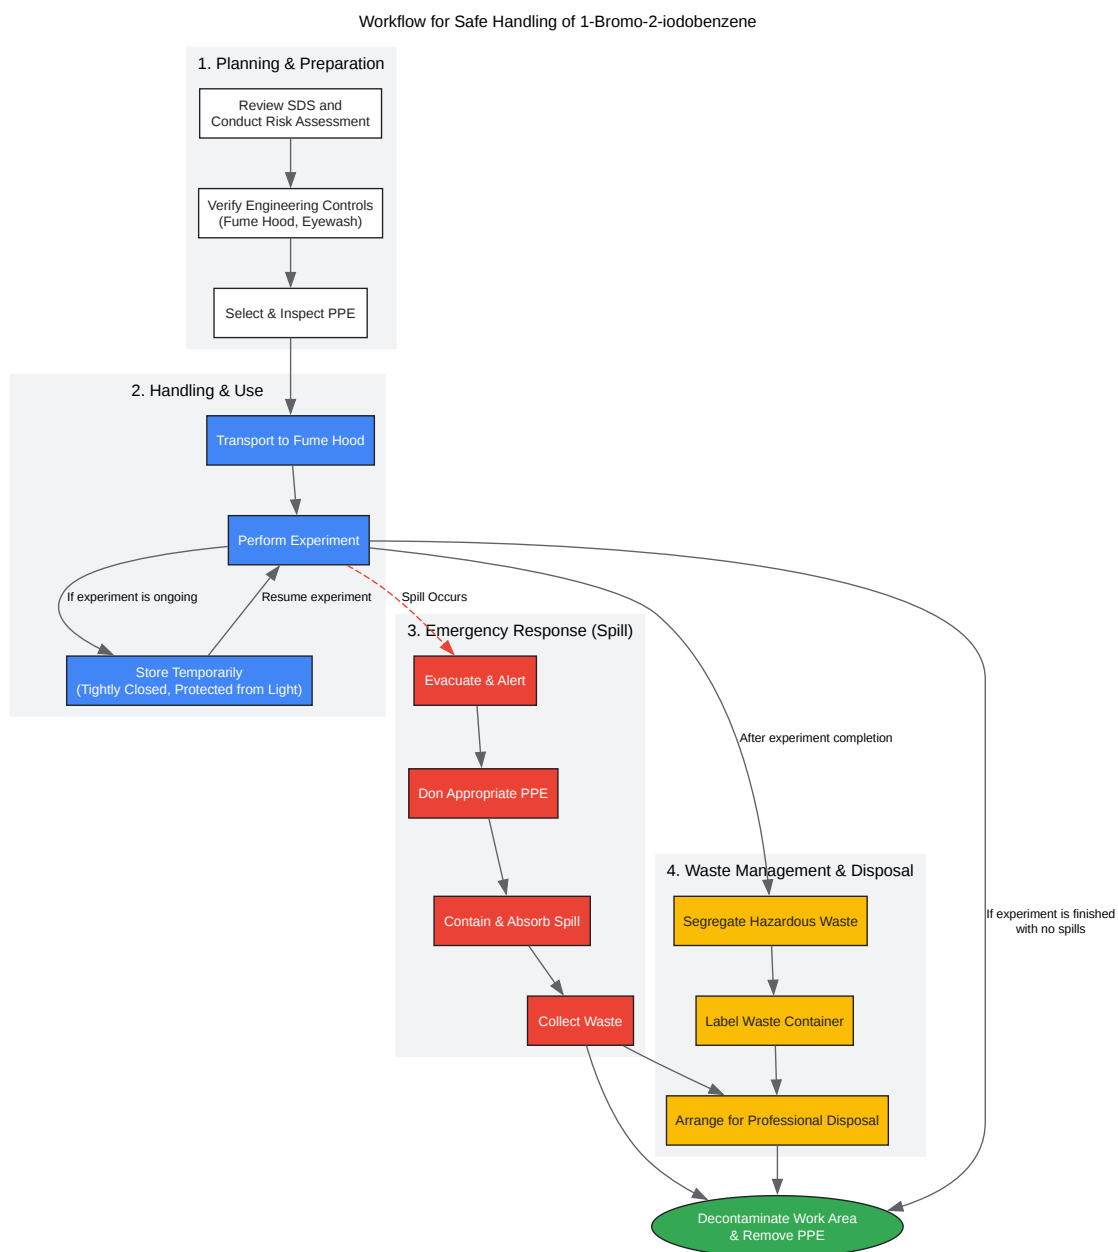 Workflow for Safe Handling of 1-Bromo-2-iodobenzene
1. Planning & Preparation
Review SDS and
Conduct Risk Assessment
Verify Engineering Controls
(Fume Hood, Eyewash)
Select & Inspect PPE
2. Handling & Use
Transport to Fume Hood
Perform Experiment
If experiment is ongoing
Resume experiment
Spill Occurs
Store Temporarily
(Tightly Closed, Protected from Light)
3. Emergency Response (Spill)
Evacuate & Alert
Don Appropriate PPE
Contain & Absorb Spill
Collect Waste
After experiment completion
4. Waste Management & Disposal
Segregate Hazardous Waste
Label Waste Container
Arrange for Professional Disposal
If experiment is finished
with no spills
Decontaminate Work Area
& Remove PPE